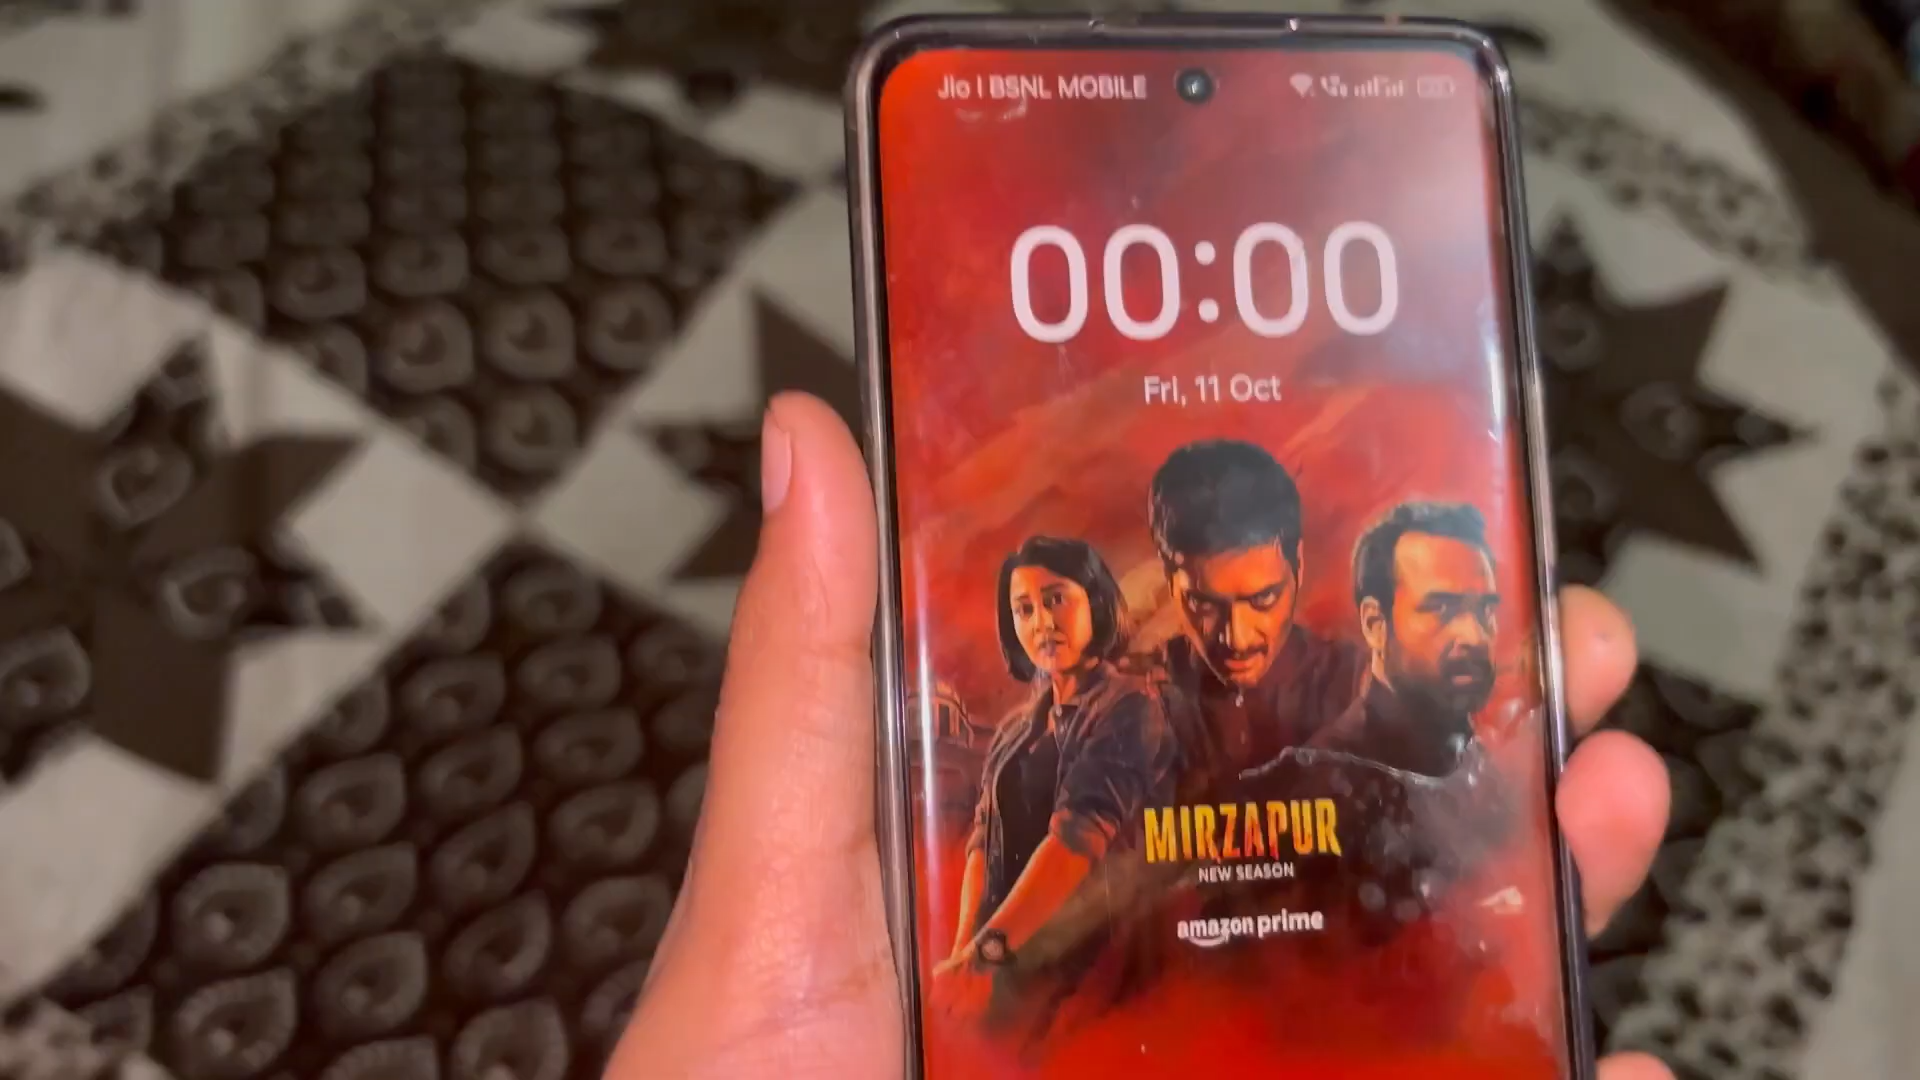 Jio | BSNL MOBILE
00:00
Fri, 11 Oct
MIRZAPUR
NEW SEASON
amazon prime